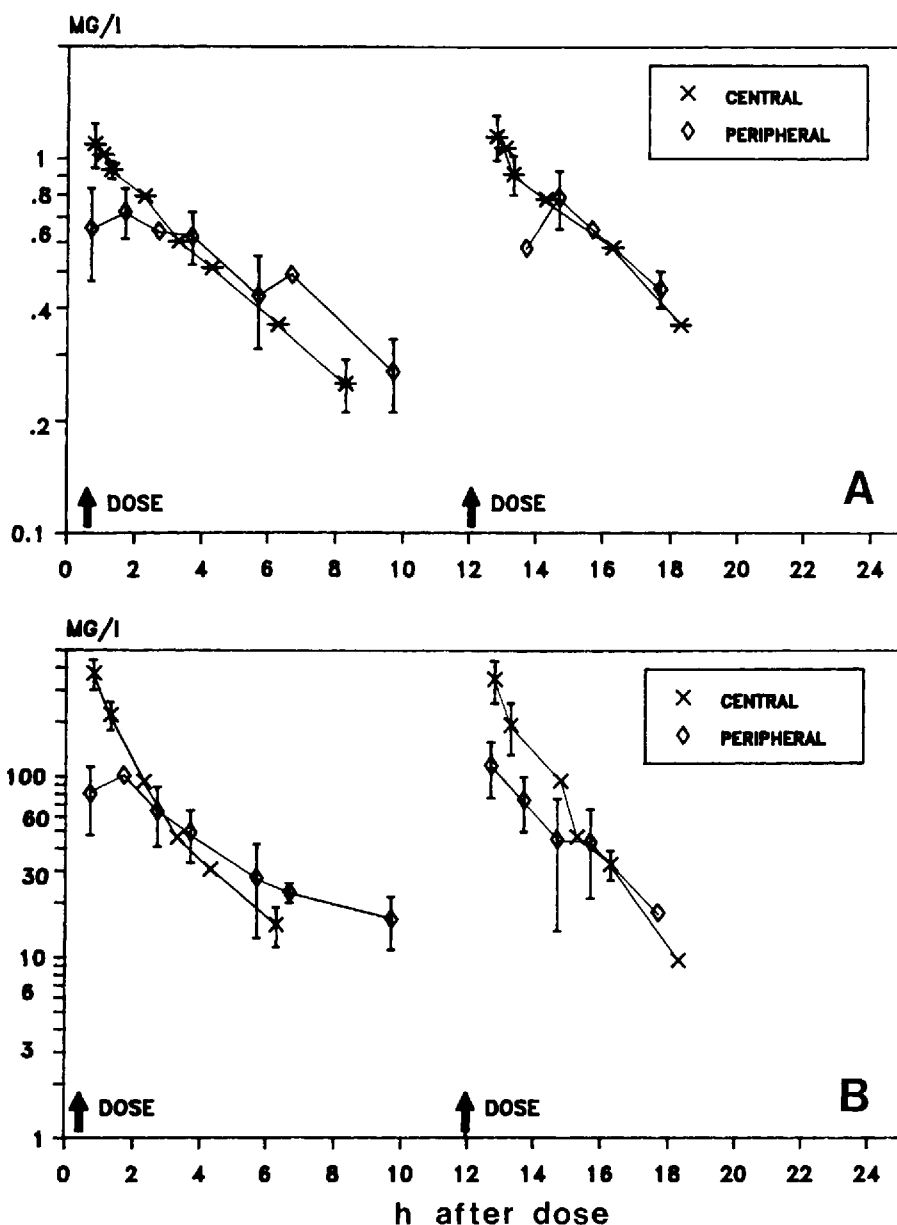 MG/l
CENTRAL
PERIPHERAL
1
.8
.6
.4
.2
0.1
DOSE
DOSE
A
0 2 4 6 8 10 12 14 16 18 20 22 24
MG/l
CENTRAL
PERIPHERAL
100
60
30
10
6
3
1
DOSE
DOSE
B
0 2 4 6 8 10 12 14 16 18 20 22 24
h after dose